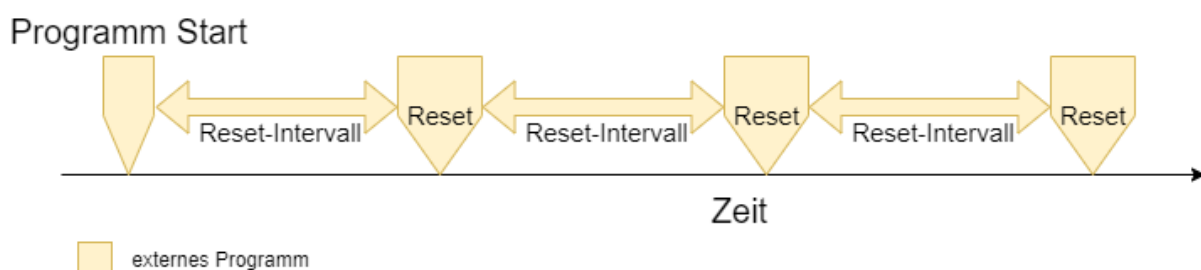 Programm Start
Reset
Reset
Reset
Reset-Intervall
Reset-Intervall
Reset-Intervall
Zeit
externes Programm